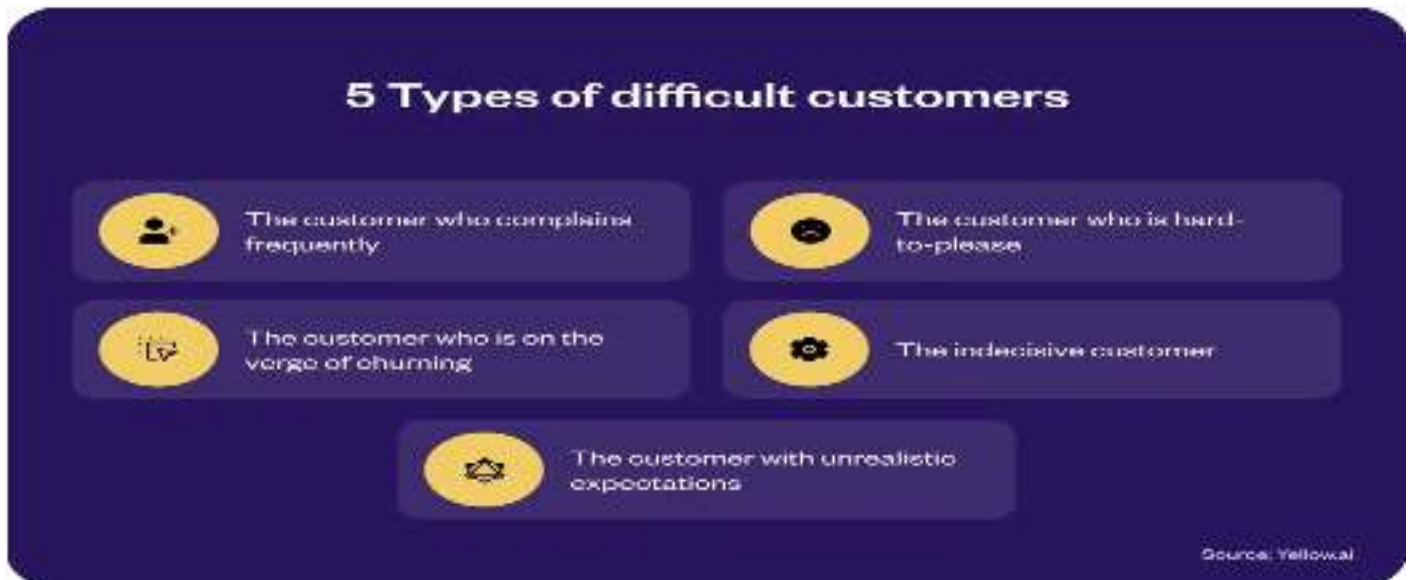 5 Types of difficult customers
The customer who complains
frequently
The customer who is hard-
to-please
The customer who is on the
verge of churning
The indecisive customer
The customer with unrealistic
expectations
Source: Yellow.ai